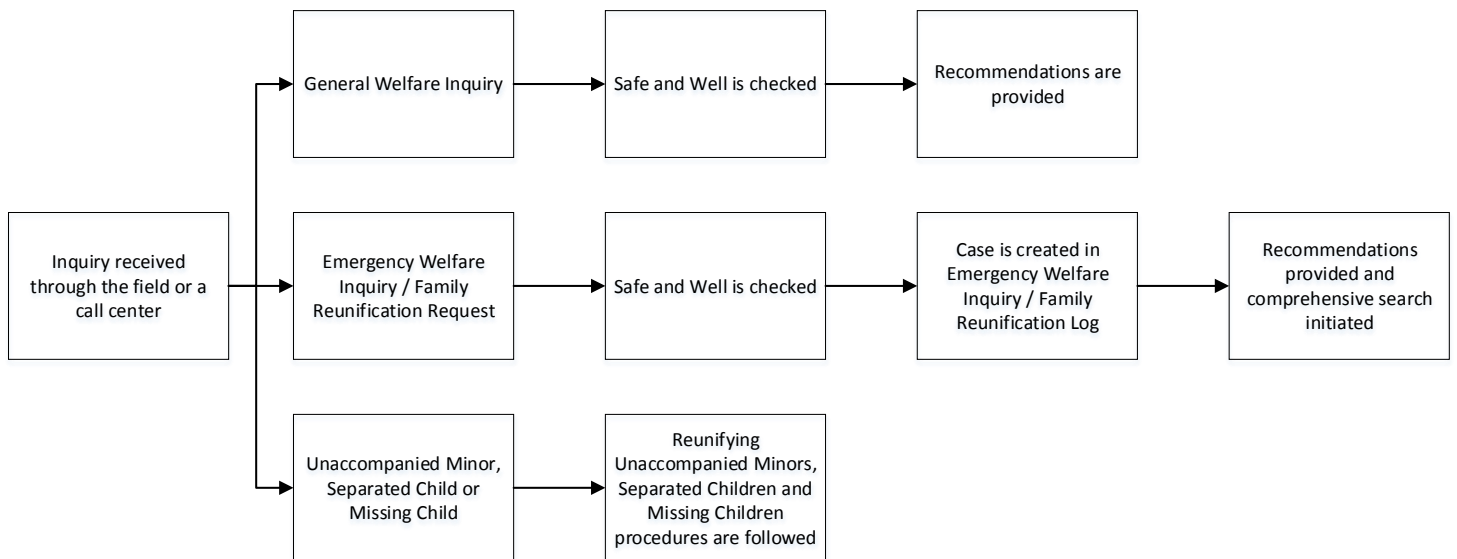 General Welfare Inquiry
Safe and Well is checked
Recommendations are
provided
Inquiry received
through the field or a
call center
Emergency Welfare
Inquiry / Family
Reunification Request
Safe and Well is checked
Case is created in
Emergency Welfare
Inquiry / Family
Reunification Log
Recommendations
provided and
comprehensive search
initiated
Unaccompanied Minor,
Separated Child or
Missing Child
Reunifying
Unaccompanied Minors,
Separated Children and
Missing Children
procedures are followed